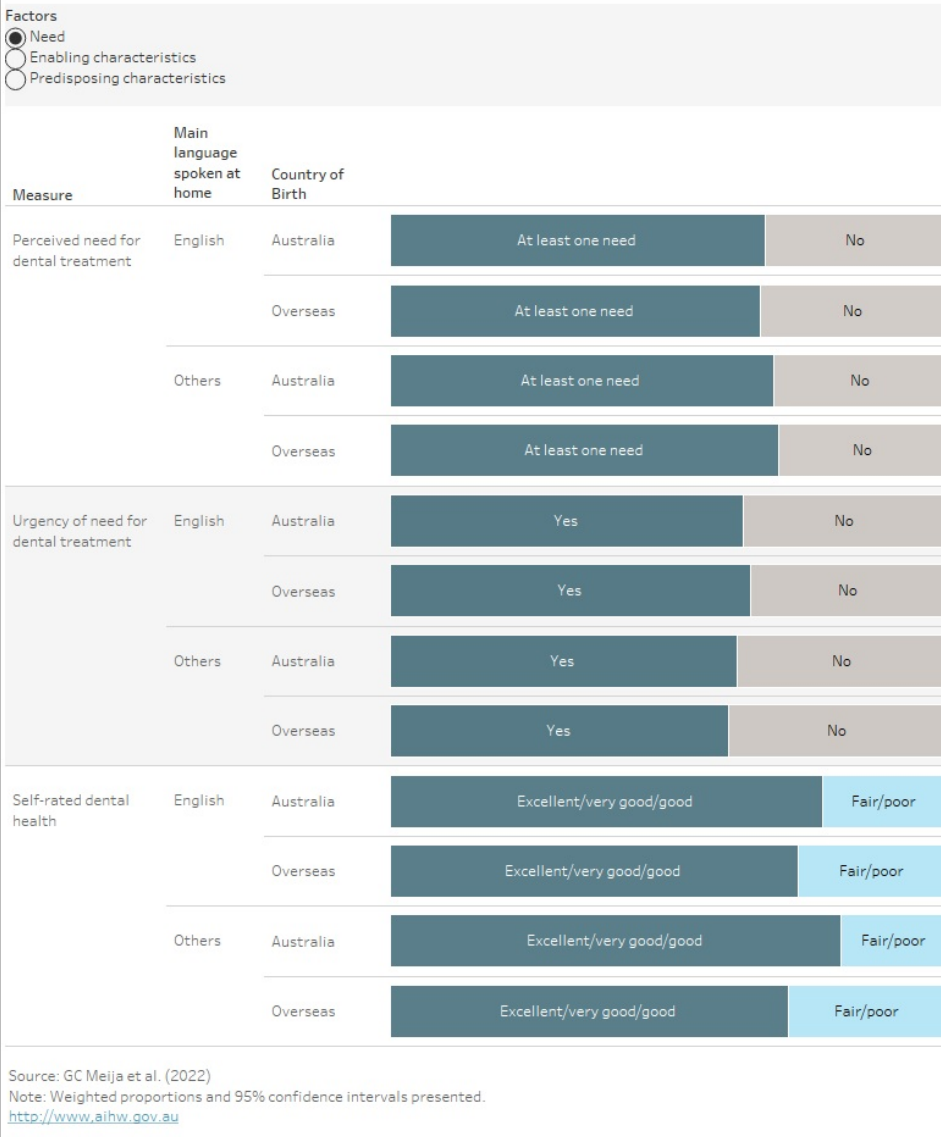 Factors
Need
Enabling characteristics
Predisposing characteristics
Main
language
spoken at
home
Country of
Birth
Measure
Perceived need for
dental treatment
English
Australia
At least one need
No
Overseas
At least one need
No
Others
Australia
At least one need
No
Overseas
At least one need
No
Urgency of need for
dental treatment
English
Australia
Yes
No
Overseas
Yes
No
Others
Australia
Yes
No
Overseas
Yes
No
Self-rated dental
health
English
Australia
Excellent/very good/good
Fair/poor
Overseas
Excellent/very good/good
Fair/poor
Others
Australia
Excellent/very good/good
Fair/poor
Overseas
Excellent/very good/good
Fair/poor
Source: GC Meija et al. (2022)
Note: Weighted proportions and 95% confidence intervals presented.
http://www,aihw.gov.au